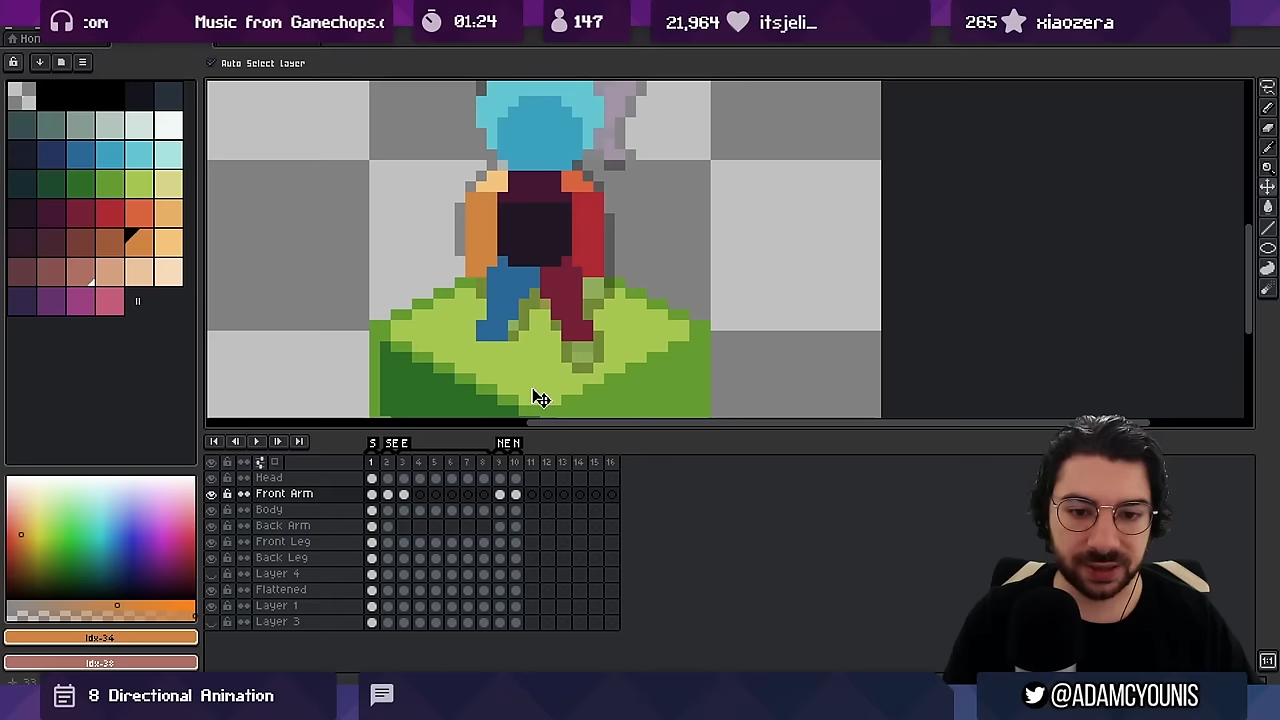 :om Music from Gamechops.c 01:24 147 21,964 itsjeli_ 265 xiaozera
Hon
Auto Select Layer
S SE E NE N
1 2 3 4 5 6 7 8 9 10 11 12 13 14 15 16
Head
Front Arm
Body
Back Arm
Front Leg
Back Leg
Layer 4
Flattened
Layer 1
Layer 3
Idx-34
Idx-38
1:1
8 Directional Animation
@ADAMCYOUNIS